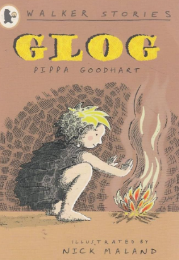 WALKER STORIES
GLOG
PIPPA GOODHART
ILLUSTRATED BY
NICK MALAND